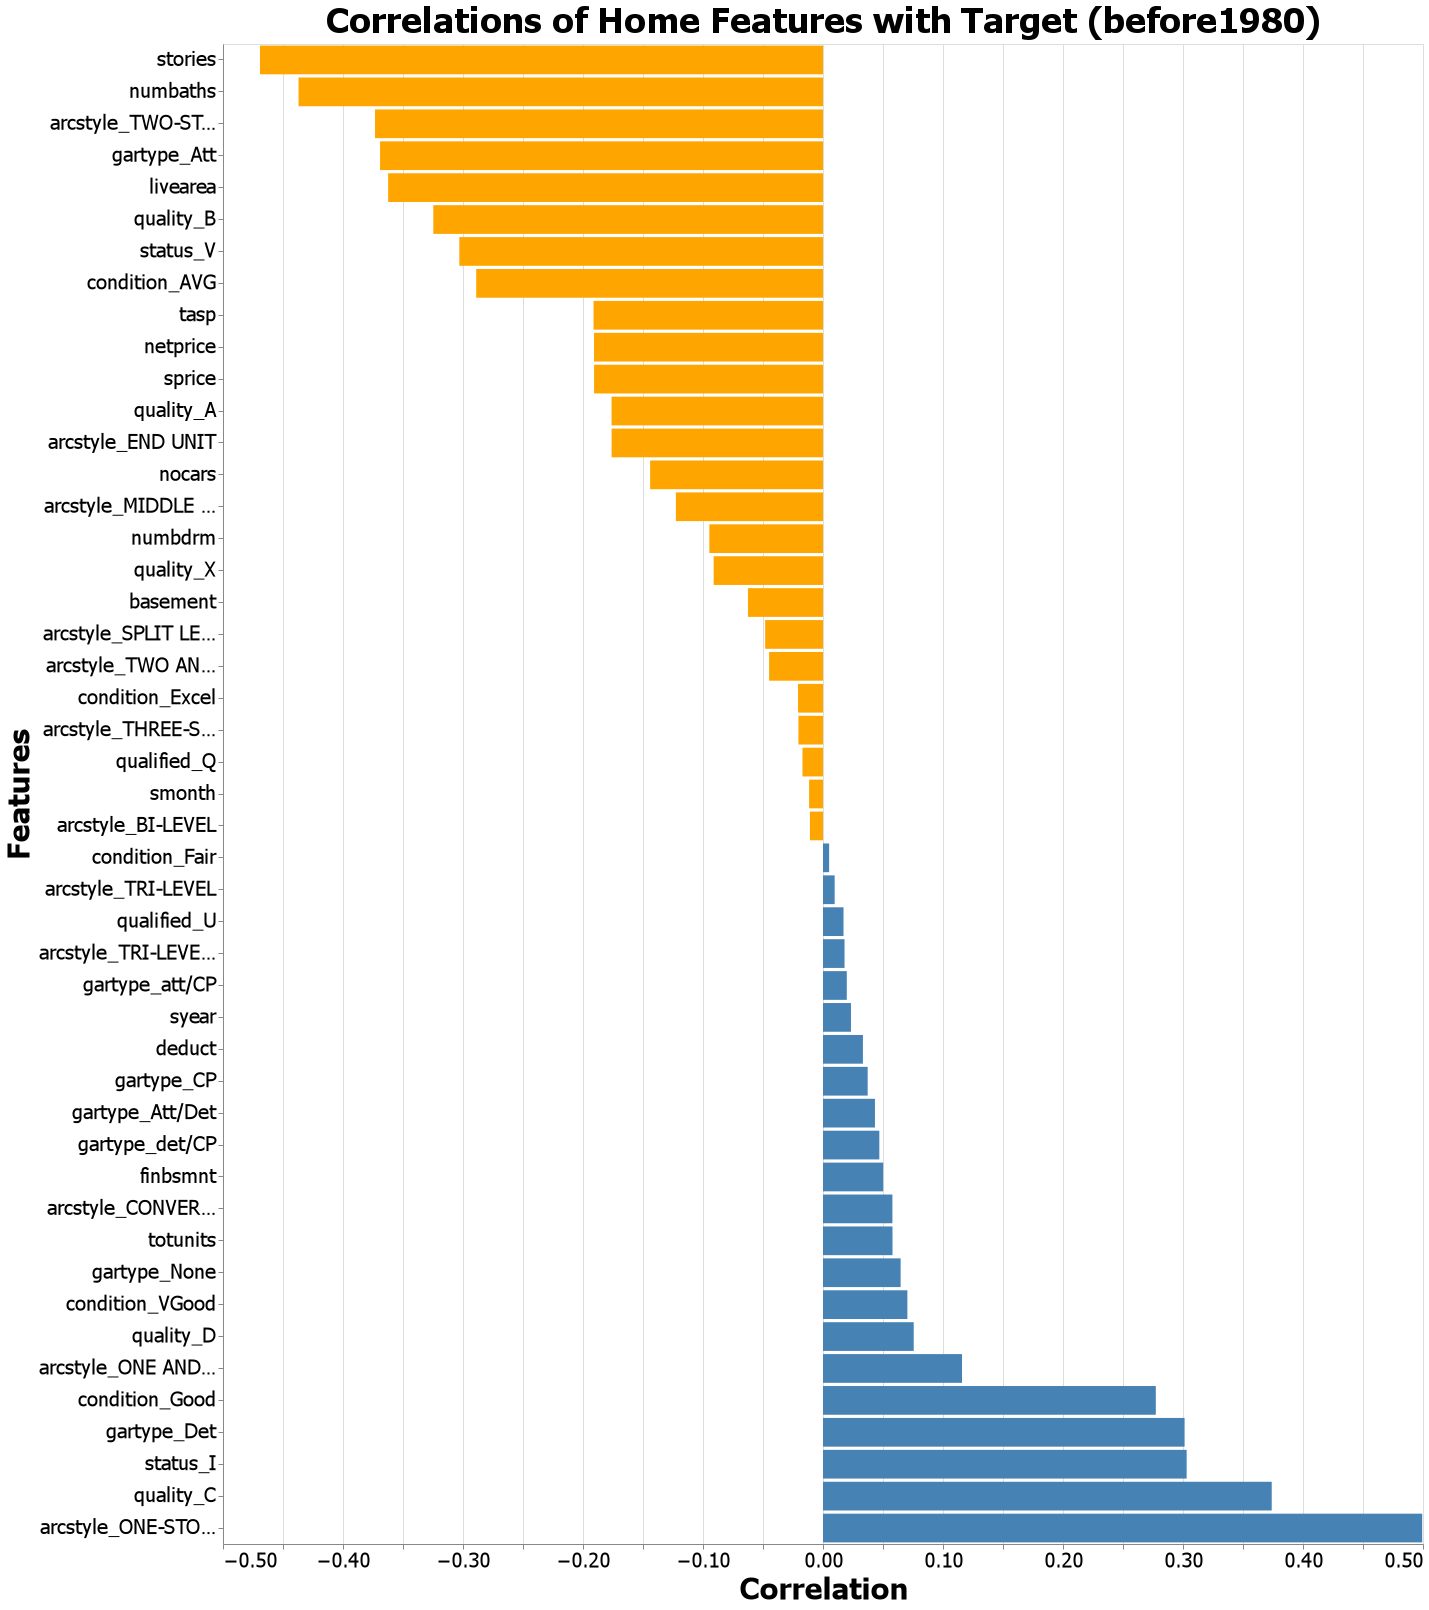 Correlations of Home Features with Target (before1980)
stories
numbaths
arcstyle_TWO-ST...
gartype_Att
livearea
quality_B
status_V
condition_AVG
tasp
netprice
sprice
quality_A
arcstyle_END UNIT
nocars
arcstyle_MIDDLE ...
numbdrm
quality_X
basement
arcstyle_SPLIT LE...
arcstyle_TWO AN...
condition_Excel
arcstyle_THREE-S...
qualified_Q
smonth
arcstyle_BI-LEVEL
condition_Fair
arcstyle_TRI-LEVEL
qualified_U
arcstyle_TRI-LEVE...
gartype_att/CP
syear
deduct
gartype_CP
gartype_Att/Det
gartype_det/CP
finbsmnt
arcstyle_CONVER...
totunits
gartype_None
condition_VGood
quality_D
arcstyle_ONE AND...
condition_Good
gartype_Det
status_I
quality_C
arcstyle_ONE-STO...
Features
−0.50 −0.40 −0.30 −0.20 −0.10 0.00 0.10 0.20 0.30 0.40 0.50
Correlation